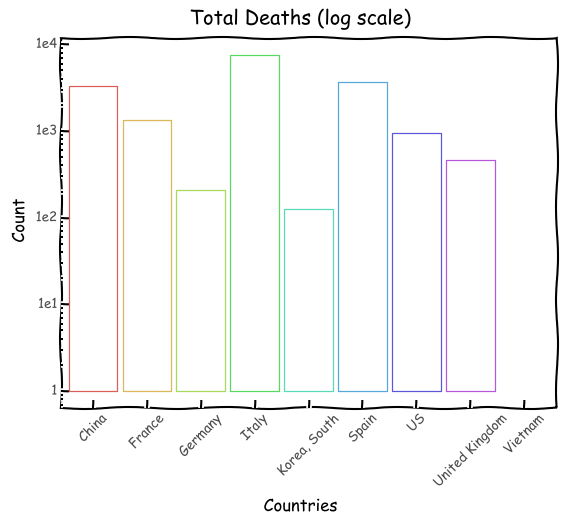 Total Deaths (log scale)
1e4
1e3
1e2
1e1
1
Count
China
France
Germany
Italy
Korea, South
Spain
US
United Kingdom
Vietnam
Countries